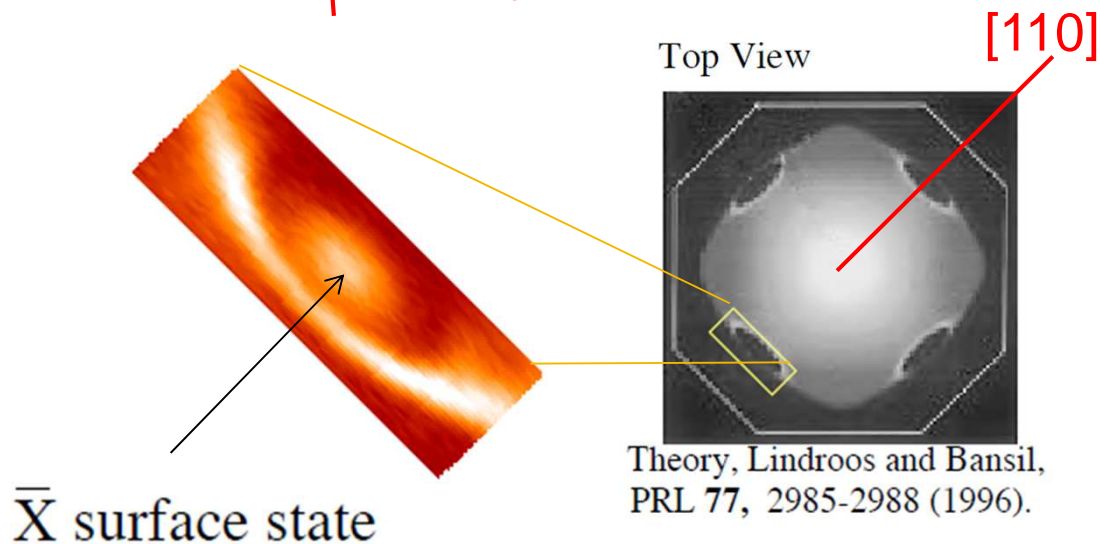 [110]
Top View
Theory, Lindroos and Bansil,
PRL 77, 2985-2988 (1996).
X̅ surface state